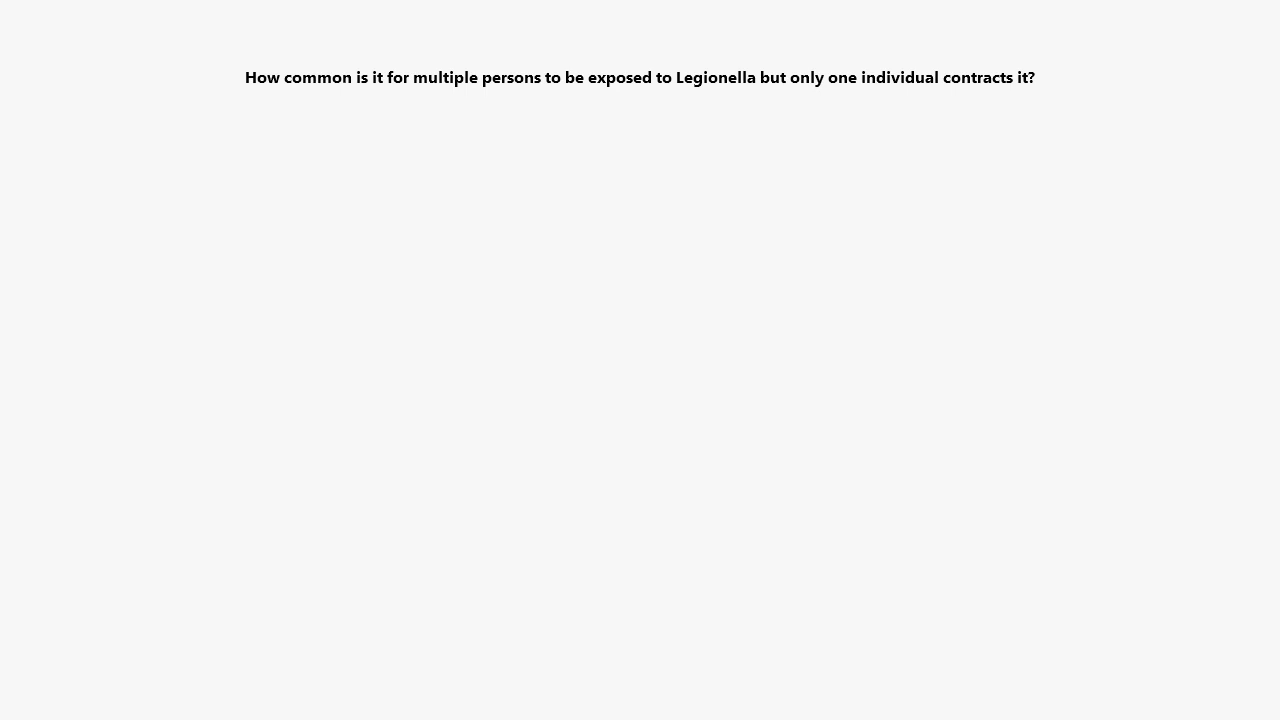 How common is it for multiple persons to be exposed to Legionella but only one individual contracts it?